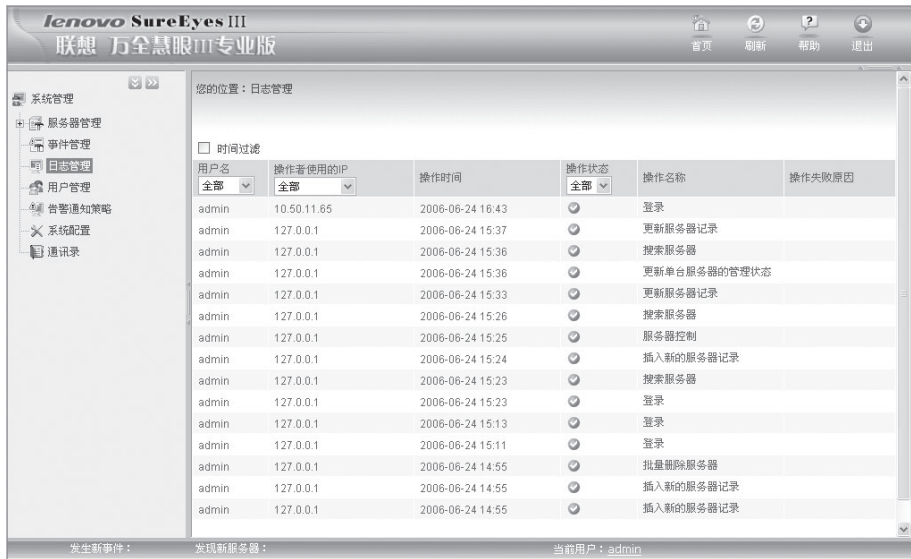 lenovo SureEyes III
联想 万全慧眼III专业版
首页 刷新 帮助 退出
系统管理
服务器管理
事件管理
日志管理
用户管理
告警通知策略
系统配置
通讯录
您的位置：日志管理
时间过滤
用户名 操作者使用的IP 操作时间 操作状态 操作名称 操作失败原因
全部 全部 全部
admin 10.50.11.65 2006-06-24 16:43 登录
admin 127.0.0.1 2006-06-24 15:37 更新服务器记录
admin 127.0.0.1 2006-06-24 15:36 搜索服务器
admin 127.0.0.1 2006-06-24 15:36 更新单台服务器的管理状态
admin 127.0.0.1 2006-06-24 15:33 更新服务器记录
admin 127.0.0.1 2006-06-24 15:26 搜索服务器
admin 127.0.0.1 2006-06-24 15:25 服务器控制
admin 127.0.0.1 2006-06-24 15:24 插入新的服务器记录
admin 127.0.0.1 2006-06-24 15:23 搜索服务器
admin 127.0.0.1 2006-06-24 15:23 登录
admin 127.0.0.1 2006-06-24 15:13 登录
admin 127.0.0.1 2006-06-24 15:11 登录
admin 127.0.0.1 2006-06-24 14:55 批量删除服务器
admin 127.0.0.1 2006-06-24 14:55 插入新的服务器记录
admin 127.0.0.1 2006-06-24 14:55 插入新的服务器记录
发生新事件： 发现新服务器： 当前用户：admin